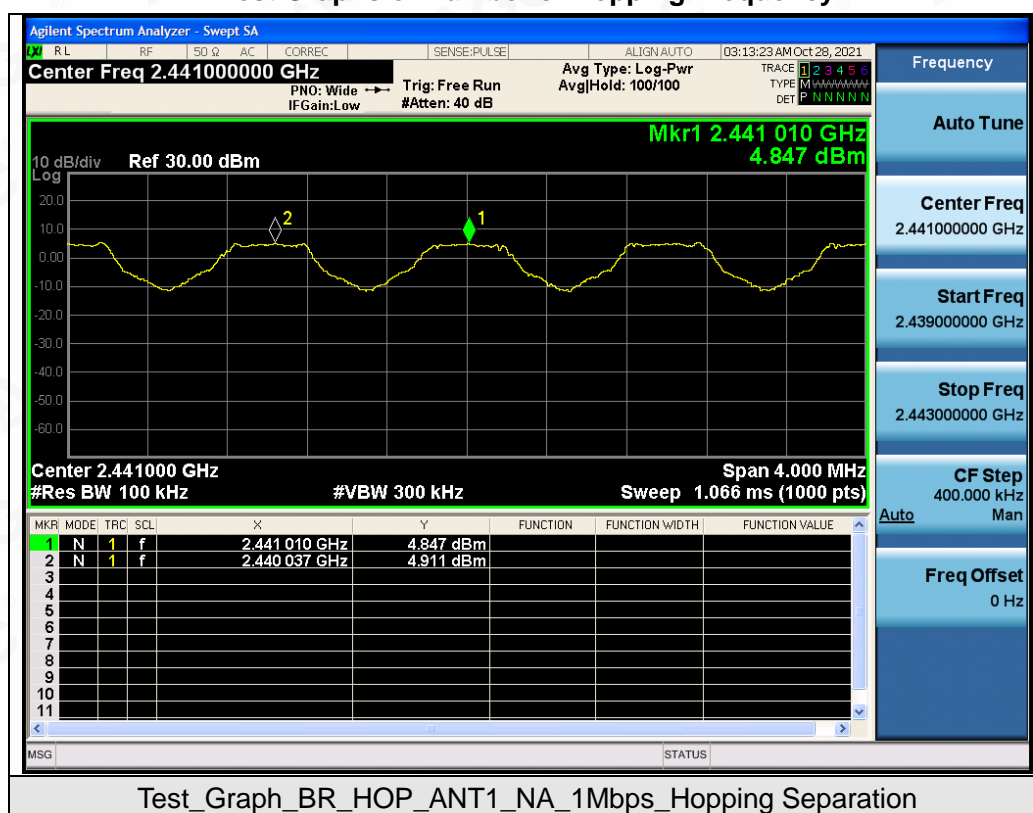 Test Graphs of Number of Hopping Frequency
Agilent Spectrum Analyzer - Swept SA
LXI RL RF 50 Ω AC CORREC SENSE:PULSE ALIGN AUTO 03:13:23 AM Oct 28, 2021
Center Freq 2.441000000 GHz
PNO: Wide
IFGain:Low
Trig: Free Run
#Atten: 40 dB
Avg Type: Log-Pwr
Avg|Hold: 100/100
TRACE 1 2 3 4 5 6
TYPE M
DET P N N N N N
Mkr1 2.441 010 GHz
4.847 dBm
10 dB/div Ref 30.00 dBm
Log
20.0
10.0
0.00
-10.0
-20.0
-30.0
-40.0
-50.0
-60.0
2
1
Center 2.441000 GHz Span 4.000 MHz
#Res BW 100 kHz #VBW 300 kHz Sweep 1.066 ms (1000 pts)
MKR MODE TRC SCL X Y FUNCTION FUNCTION WIDTH FUNCTION VALUE
1 N 1 f 2.441 010 GHz 4.847 dBm
2 N 1 f 2.440 037 GHz 4.911 dBm
3
4
5
6
7
8
9
10
11
MSG STATUS
Frequency
Auto Tune
Center Freq
2.441000000 GHz
Start Freq
2.439000000 GHz
Stop Freq
2.443000000 GHz
CF Step
400.000 kHz
Auto Man
Freq Offset
0 Hz
Test_Graph_BR_HOP_ANT1_NA_1Mbps_Hopping Separation